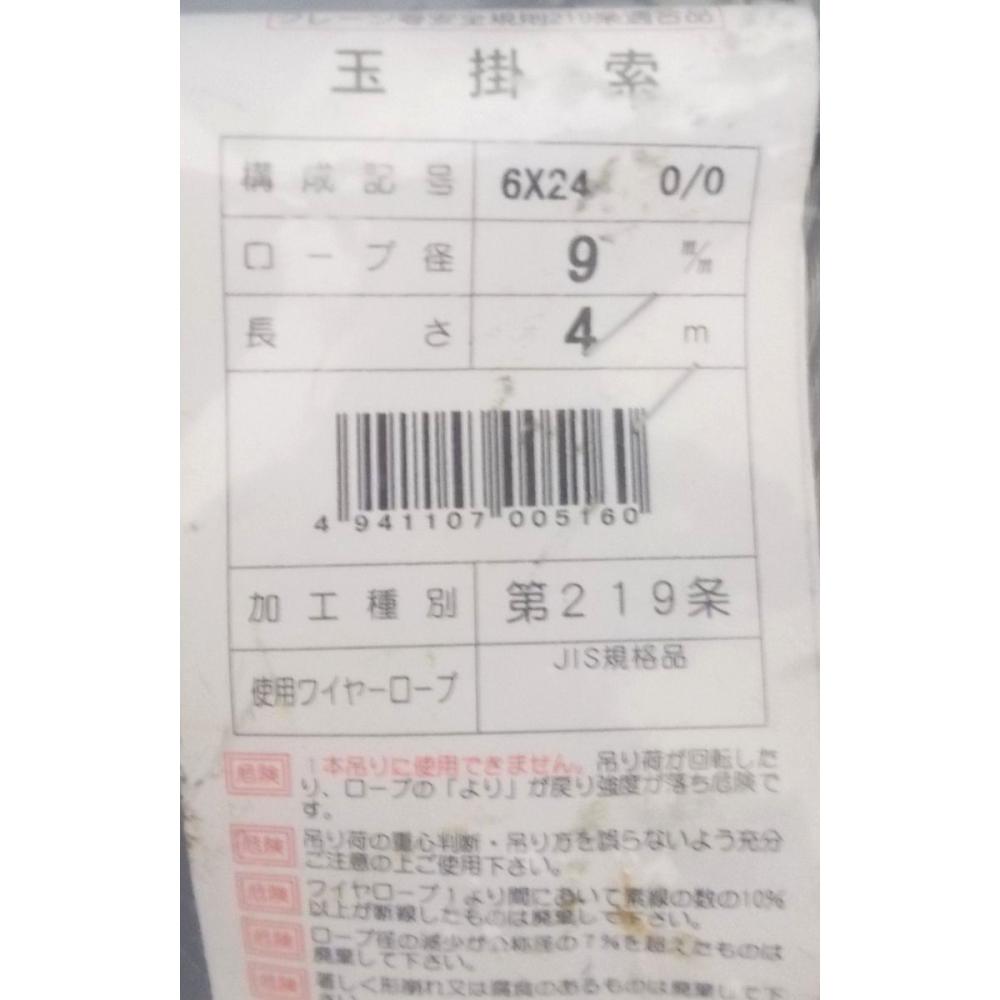 クレーン等安全規則219条適合品
玉掛索
構成記号 6X24 O/O
ロープ径 9 m/m
長さ 4 m
4 941107 005160
加工種別 第219条
使用ワイヤーロープ JIS規格品
危険 1本吊りに使用できません。吊り荷が回転した
り、ロープの「より」が戻り強度が落ち危険で
す。
危険 吊り荷の重心判断・吊り方を誤らないよう充分
ご注意の上ご使用下さい。
危険 ワイヤロープ1より間において素線の数の10%
以上が断線したものは廃棄して下さい。
危険 ロープ径の減少が公称径の7%を超えたものは
廃棄して下さい。
危険 著しく形崩れ又は腐食のあるものは廃棄して下
さい。